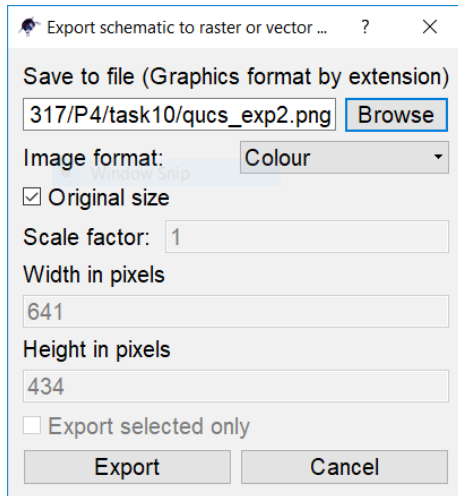 Export schematic to raster or vector ... ? ×
Save to file (Graphics format by extension)
317/P4/task10/qucs_exp2.png Browse
Image format: Colour
Window Snip
Original size
Scale factor: 1
Width in pixels
641
Height in pixels
434
Export selected only
Export Cancel